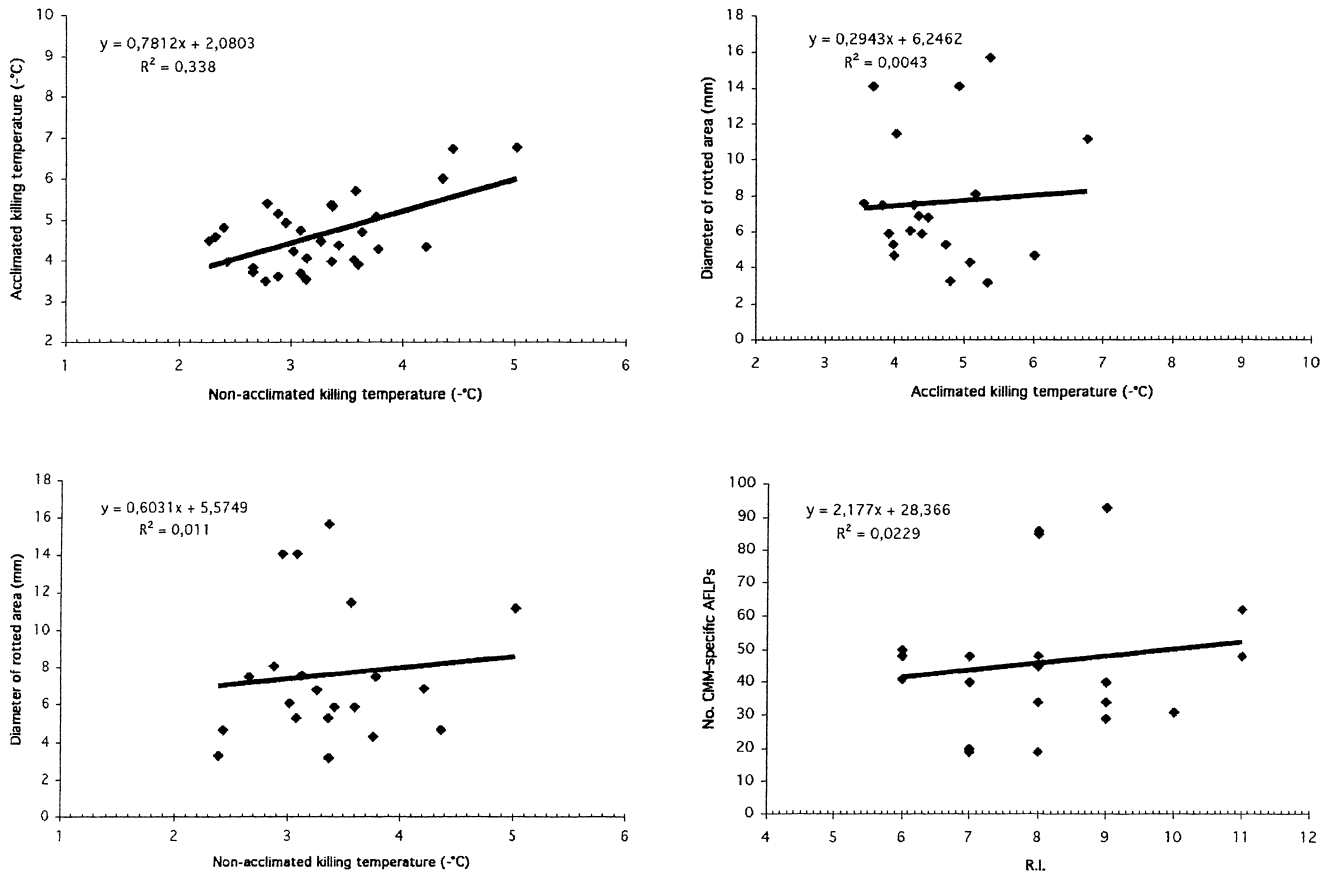 10
9
8
7
6
5
4
3
2
y = 0,7812x + 2,0803
R² = 0,338
Acclimated killing temperature (-°C)
1 2 3 4 5 6
Non-acclimated killing temperature (-°C)
18
16
14
12
10
8
6
4
2
0
y = 0,2943x + 6,2462
R² = 0,0043
Diameter of rotted area (mm)
2 3 4 5 6 7 8 9 10
Acclimated killing temperature (-°C)
18
16
14
12
10
8
6
4
2
0
y = 0,6031x + 5,5749
R² = 0,011
Diameter of rotted area (mm)
1 2 3 4 5 6
Non-acclimated killing temperature (-°C)
100
90
80
70
60
50
40
30
20
10
0
y = 2,177x + 28,366
R² = 0,0229
No. CMM-specific AFLPs
4 5 6 7 8 9 10 11 12
R.I.